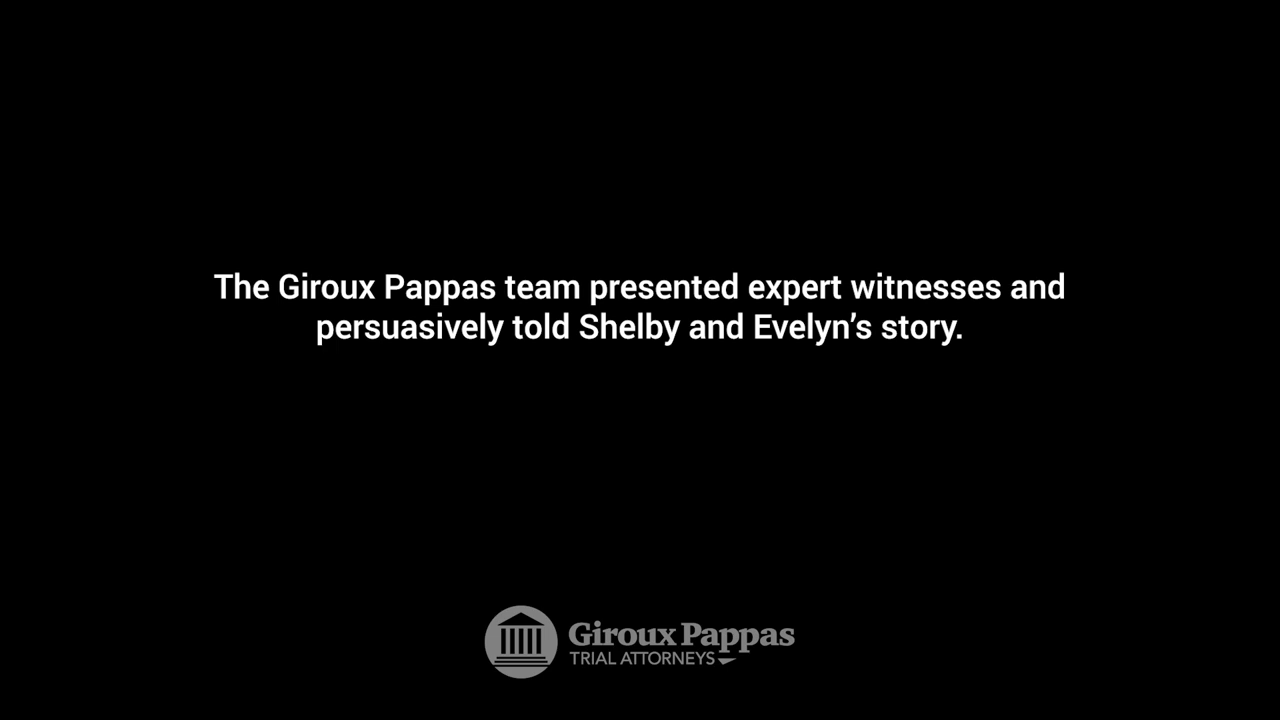 The Giroux Pappas team presented expert witnesses and
persuasively told Shelby and Evelyn’s story.
Giroux Pappas
TRIAL ATTORNEYS